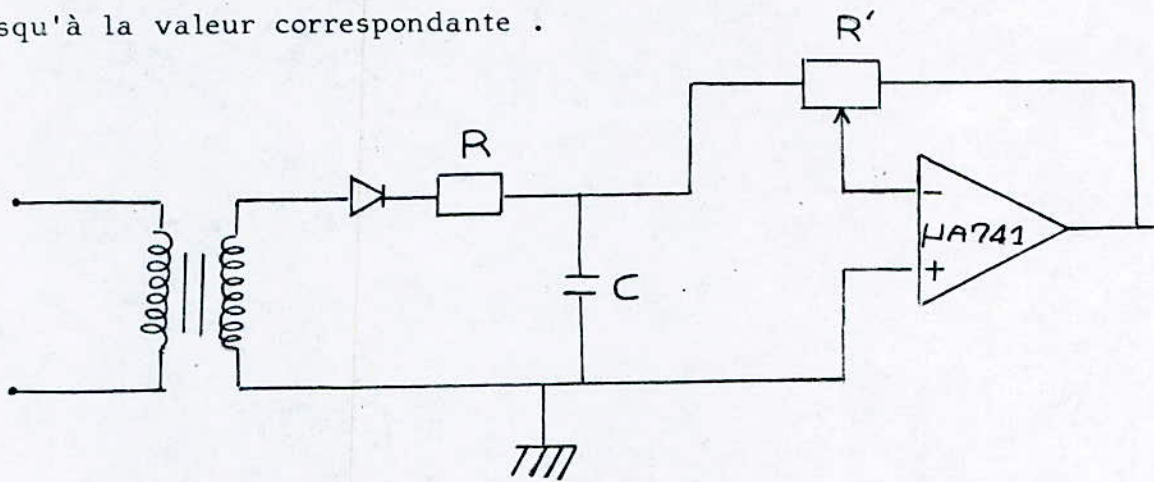 squ'à la valeur correspondante .
R'
R
µA741
-
+
C